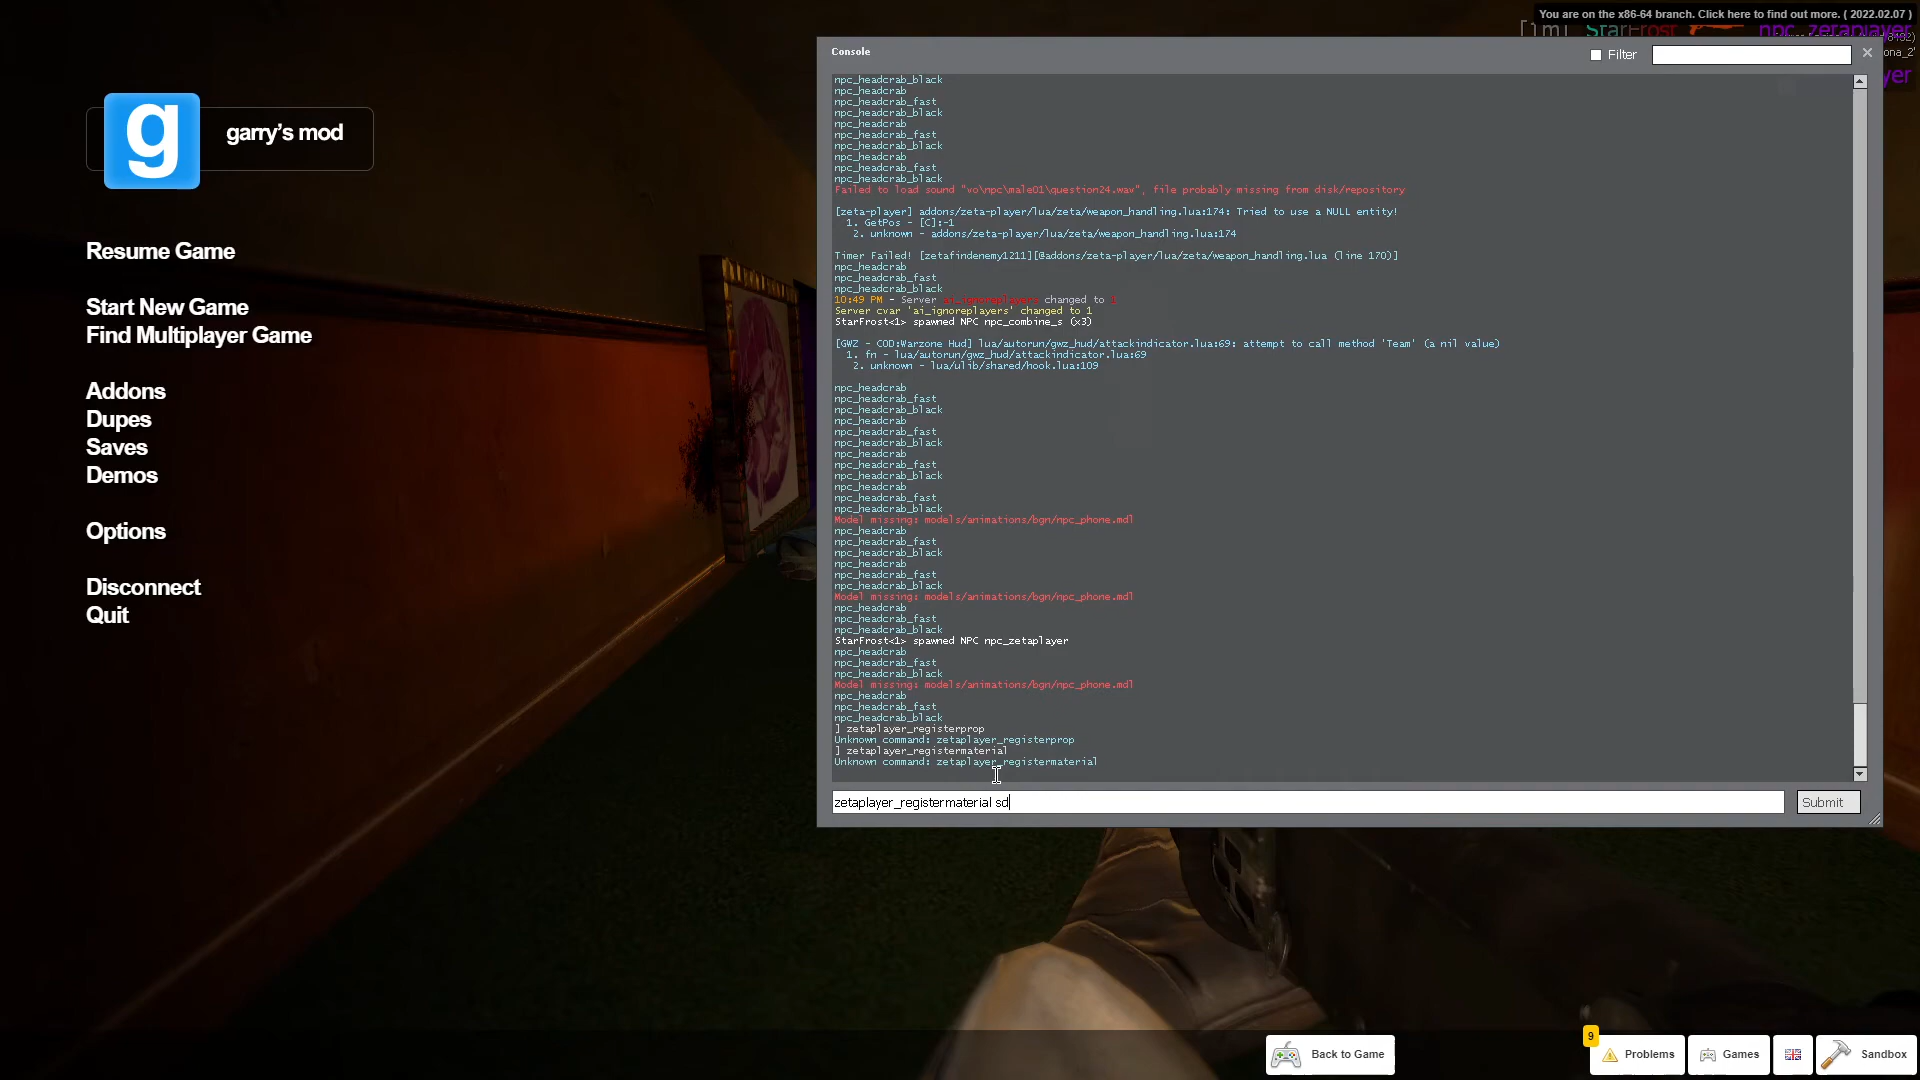 You are on the x86-64 branch. Click here to find out more. ( 2022.02.07 )
g
garry's mod
Resume Game
Start New Game
Find Multiplayer Game
Addons
Dupes
Saves
Demos
Options
Disconnect
Quit
Console
Filter
npc_headcrab_black
npc_headcrab
npc_headcrab_fast
npc_headcrab_black
npc_headcrab
npc_headcrab_fast
npc_headcrab_black
npc_headcrab
npc_headcrab_fast
npc_headcrab_black
Failed to load sound "vo\npc\male01\question24.wav", file probably missing from disk/repository
[zeta-player] addons/zeta-player/lua/zeta/weapon_handling.lua:174: Tried to use a NULL entity!
1. GetPos - [C]:-1
2. unknown - addons/zeta-player/lua/zeta/weapon_handling.lua:174
Timer Failed! [zetafindenemy1211][@addons/zeta-player/lua/zeta/weapon_handling.lua (line 170)]
npc_headcrab
npc_headcrab_fast
npc_headcrab_black
10:49 PM - Server ai_ignoreplayers changed to 1
Server cvar 'ai_ignoreplayers' changed to 1
StarFrost<1> spawned NPC npc_combine_s (x3)
[GWZ - COD:Warzone Hud] lua/autorun/gwz_hud/attackindicator.lua:69: attempt to call method 'Team' (a nil value)
1. fn - lua/autorun/gwz_hud/attackindicator.lua:69
2. unknown - lua/ulib/shared/hook.lua:109
npc_headcrab
npc_headcrab_fast
npc_headcrab_black
npc_headcrab
npc_headcrab_fast
npc_headcrab_black
npc_headcrab
npc_headcrab_fast
npc_headcrab_black
npc_headcrab
npc_headcrab_fast
npc_headcrab_black
Model missing: models/animations/bgn/npc_phone.mdl
npc_headcrab
npc_headcrab_fast
npc_headcrab_black
npc_headcrab
npc_headcrab_fast
npc_headcrab_black
Model missing: models/animations/bgn/npc_phone.mdl
npc_headcrab
npc_headcrab_fast
npc_headcrab_black
StarFrost<1> spawned NPC npc_zetaplayer
npc_headcrab
npc_headcrab_fast
npc_headcrab_black
Model missing: models/animations/bgn/npc_phone.mdl
npc_headcrab
npc_headcrab_fast
npc_headcrab_black
] zetaplayer_registerprop
Unknown command: zetaplayer_registerprop
] zetaplayer_registermaterial
Unknown command: zetaplayer_registermaterial
zetaplayer_registermaterial sd
Submit
Back to Game
9
Problems
Games
Sandbox